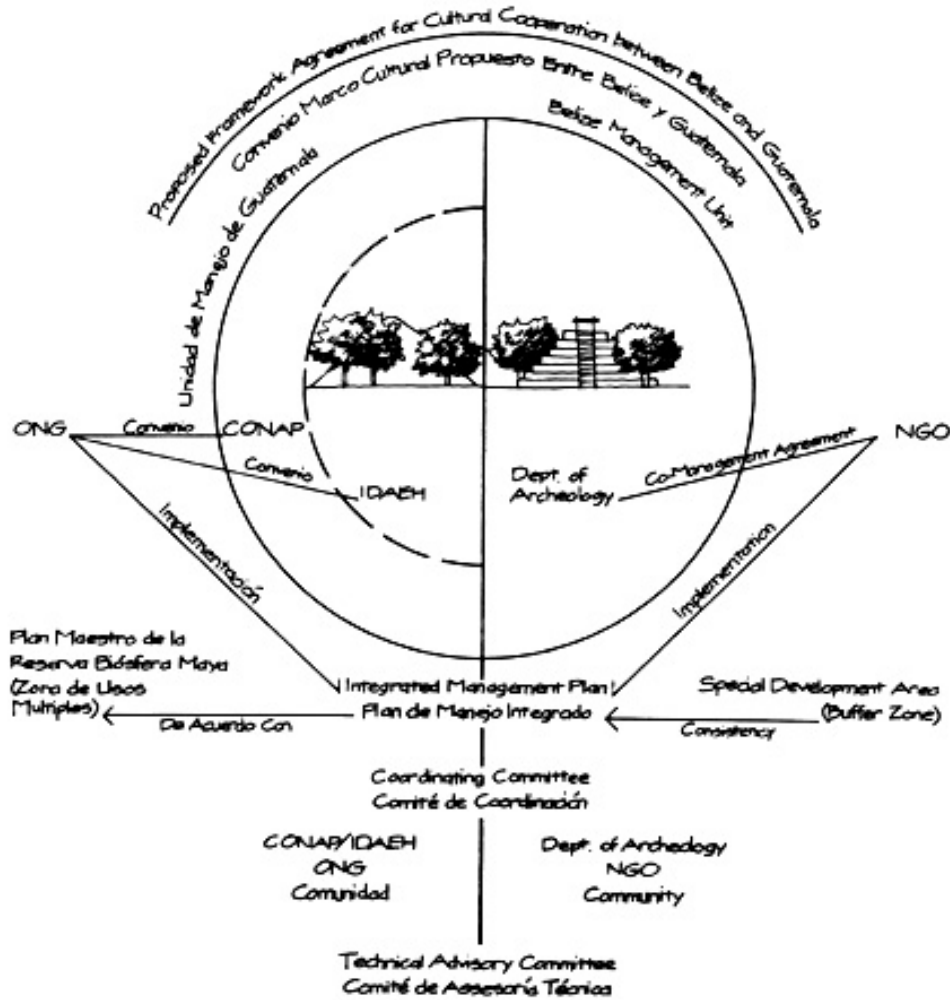 Proposed Framework Agreement for Cultural Cooperation between Belize and Guatemala
Convenio Marco Cultural Propuesto Entre Belice y Guatemala
Unidad de Manejo de Guatemala
Belize Management Unit
ONG
Convenio
CONAP
Convenio
IDAEH
Dept. of
Archeology
Co-Management Agreement
NGO
Implementación
Implementation
Plan Maestro de la
Reserva Biósfera Maya
(Zona de Usos
Multiples)
De Acuerdo Con
Integrated Management Plan
Plan de Manejo Integrado
Special Development Area
(Buffer Zone)
Consistency
Coordinating Committee
Comité de Coordinación
CONAP/IDAEH
ONG
Comunidad
Dept. of Archeology
NGO
Community
Technical Advisory Committee
Comité de Assesoría Técnica